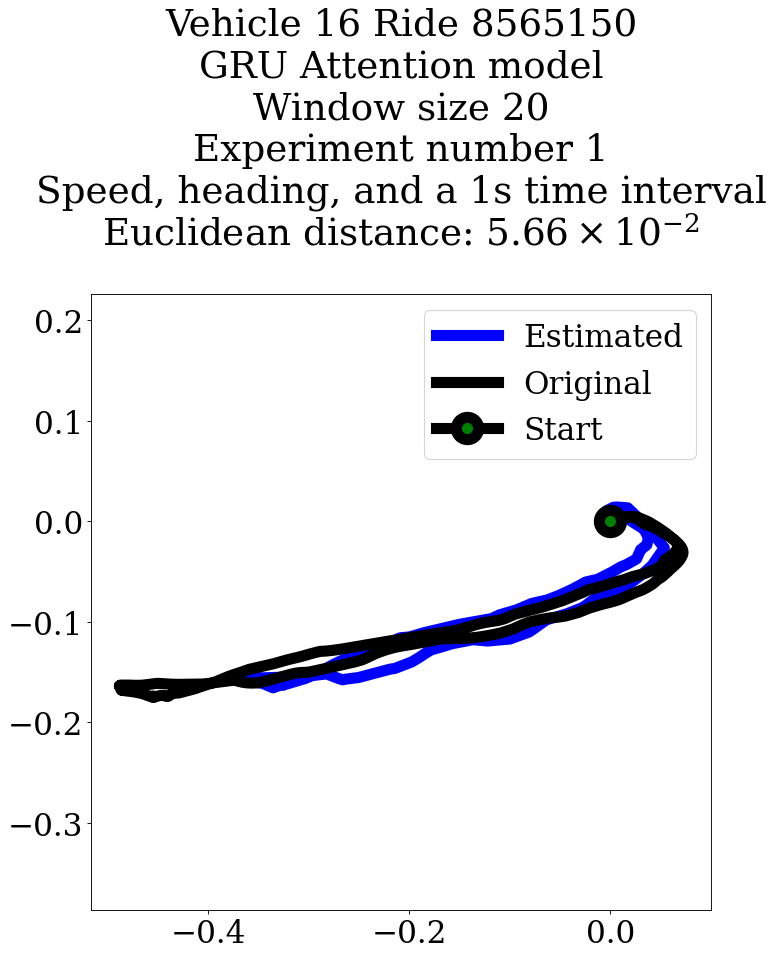 Vehicle 16 Ride 8565150
GRU Attention model
Window size 20
Experiment number 1
Speed, heading, and a 1s time interval
Euclidean distance: 5.66 × 10⁻²
Estimated
Original
Start
0.2
0.1
0.0
−0.1
−0.2
−0.3
−0.4
−0.2
0.0